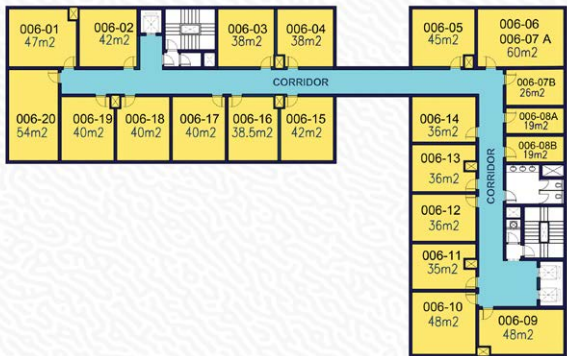 006-01
47m2
006-02
42m2
006-03
38m2
006-04
38m2
006-05
45m2
006-06
006-07 A
60m2
CORRIDOR
006-07B
26m2
006-20
54m2
006-19
40m2
006-18
40m2
006-17
40m2
006-16
38.5m2
006-15
42m2
006-14
36m2
006-08A
19m2
006-08B
19m2
006-13
36m2
CORRIDOR
006-12
36m2
006-11
35m2
006-10
48m2
006-09
48m2